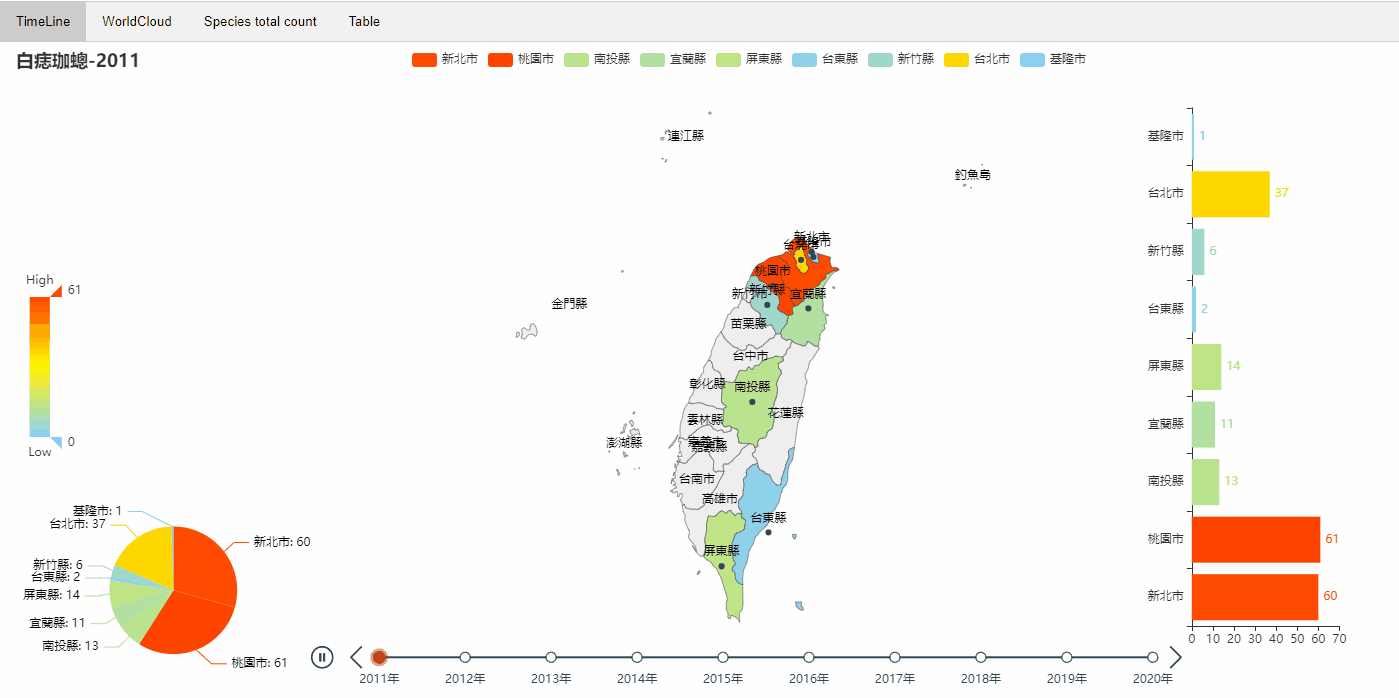 TimeLine WorldCloud Species total count Table
白痣珈蟌-2011
新北市 桃園市 南投縣 宜蘭縣 屏東縣 台東縣 新竹縣 台北市 基隆市
連江縣
釣魚島
新北市
基隆市
台北市
桃園市
新竹縣
新竹市
宜蘭縣
金門縣
苗栗縣
台中市
彰化縣
南投縣
花蓮縣
雲林縣
澎湖縣
嘉義市
嘉義縣
台南市
高雄市
台東縣
屏東縣
High
61
0
Low
基隆市: 1
台北市: 37
新竹縣: 6
台東縣: 2
屏東縣: 14
宜蘭縣: 11
南投縣: 13
新北市: 60
桃園市: 61
基隆市 1
台北市 37
新竹縣 6
台東縣 2
屏東縣 14
宜蘭縣 11
南投縣 13
桃園市 61
新北市 60
0 10 20 30 40 50 60 70
2011年 2012年 2013年 2014年 2015年 2016年 2017年 2018年 2019年 2020年